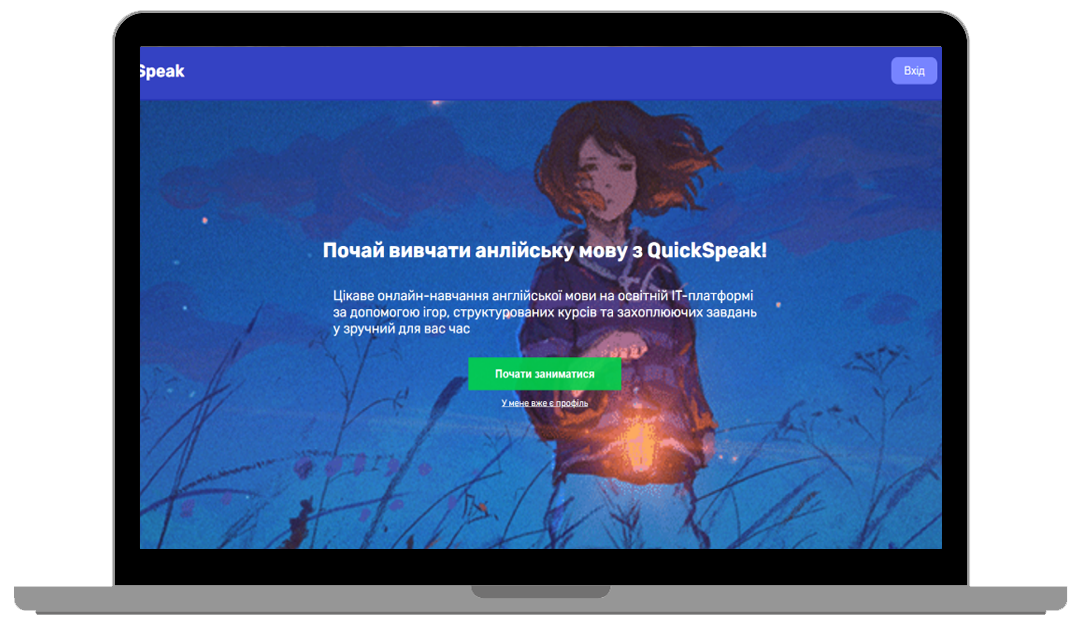 Speak
Вхід
Почай вивчати анлійську мову з QuickSpeak!
Цікаве онлайн-навчання англійської мови на освітній ІТ-платформі
за допомогою ігор, структурованих курсів та захоплюючих завдань
у зручний для вас час
Почати заниматися
У мене вже є профіль